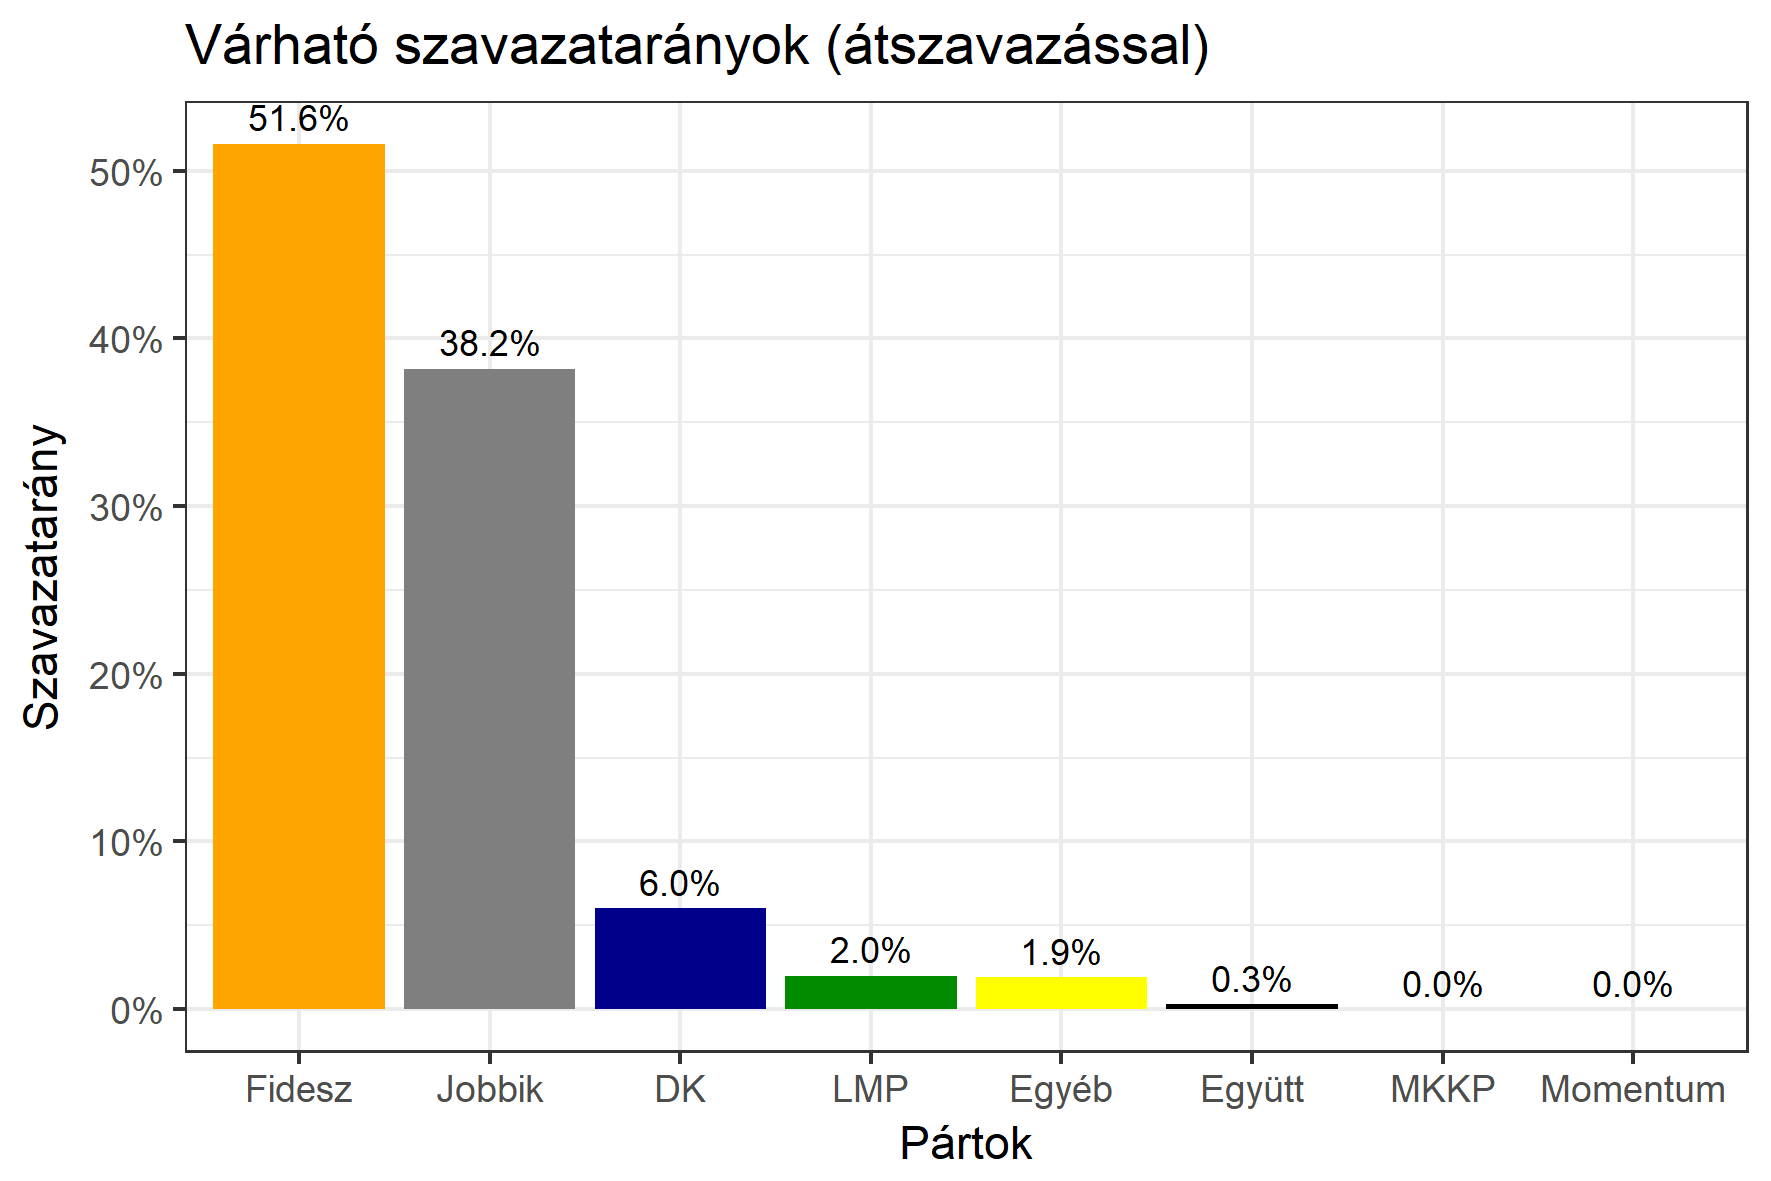 Várható szavazatarányok (átszavazással)
51.6%
38.2%
6.0%
2.0%
1.9%
0.3%
0.0%
0.0%
50%
40%
30%
20%
10%
0%
Szavazatarány
Fidesz
Jobbik
DK
LMP
Egyéb
Együtt
MKKP
Momentum
Pártok